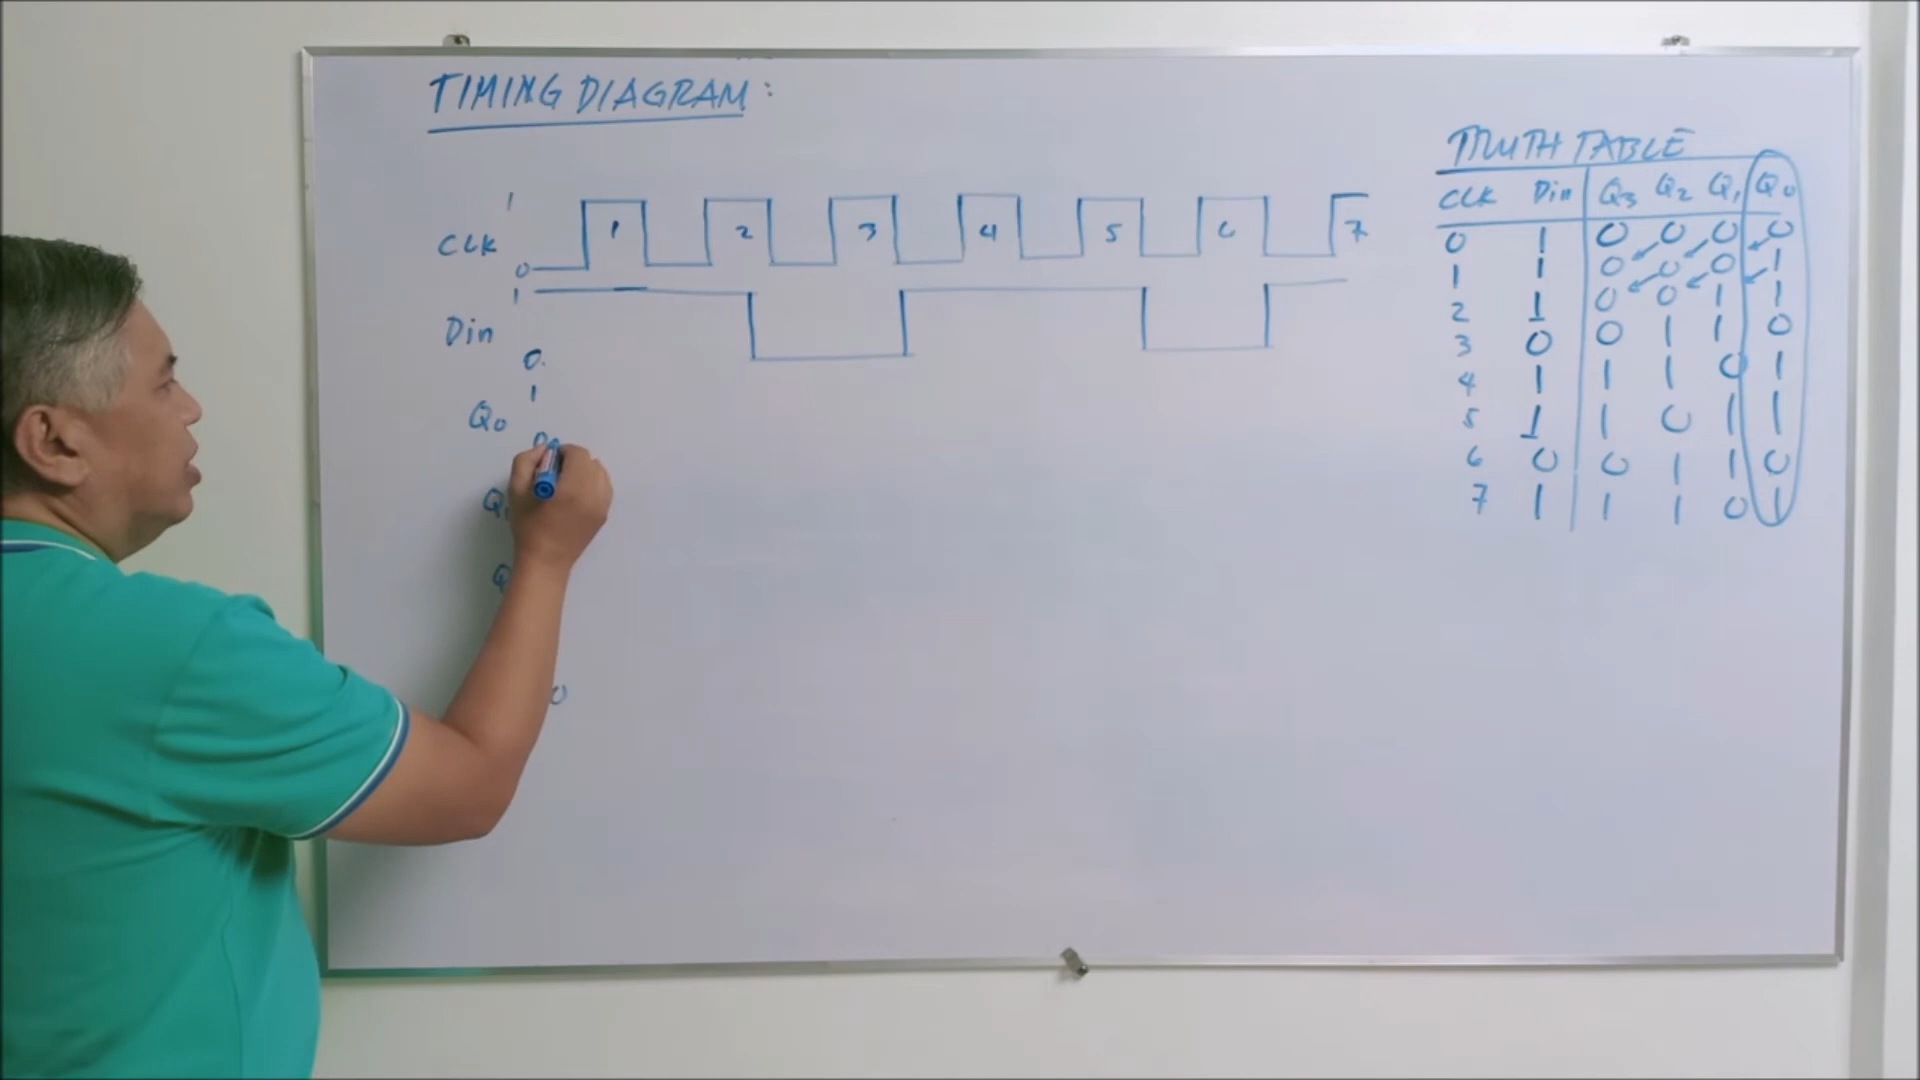 TIMING DIAGRAM:
1
CLK
0
1 2 3 4 5 6 7
1
Din
0
1
Q0
0
Q1
0
TRUTH TABLE
CLK Din Q3 Q2 Q1 Q0
0 1 0 0 0 0
1 1 0 0 0 1
2 1 0 0 1 1
3 0 0 1 1 0
4 1 1 1 0 1
5 1 1 0 1 1
6 0 0 1 1 0
7 1 1 1 0 1